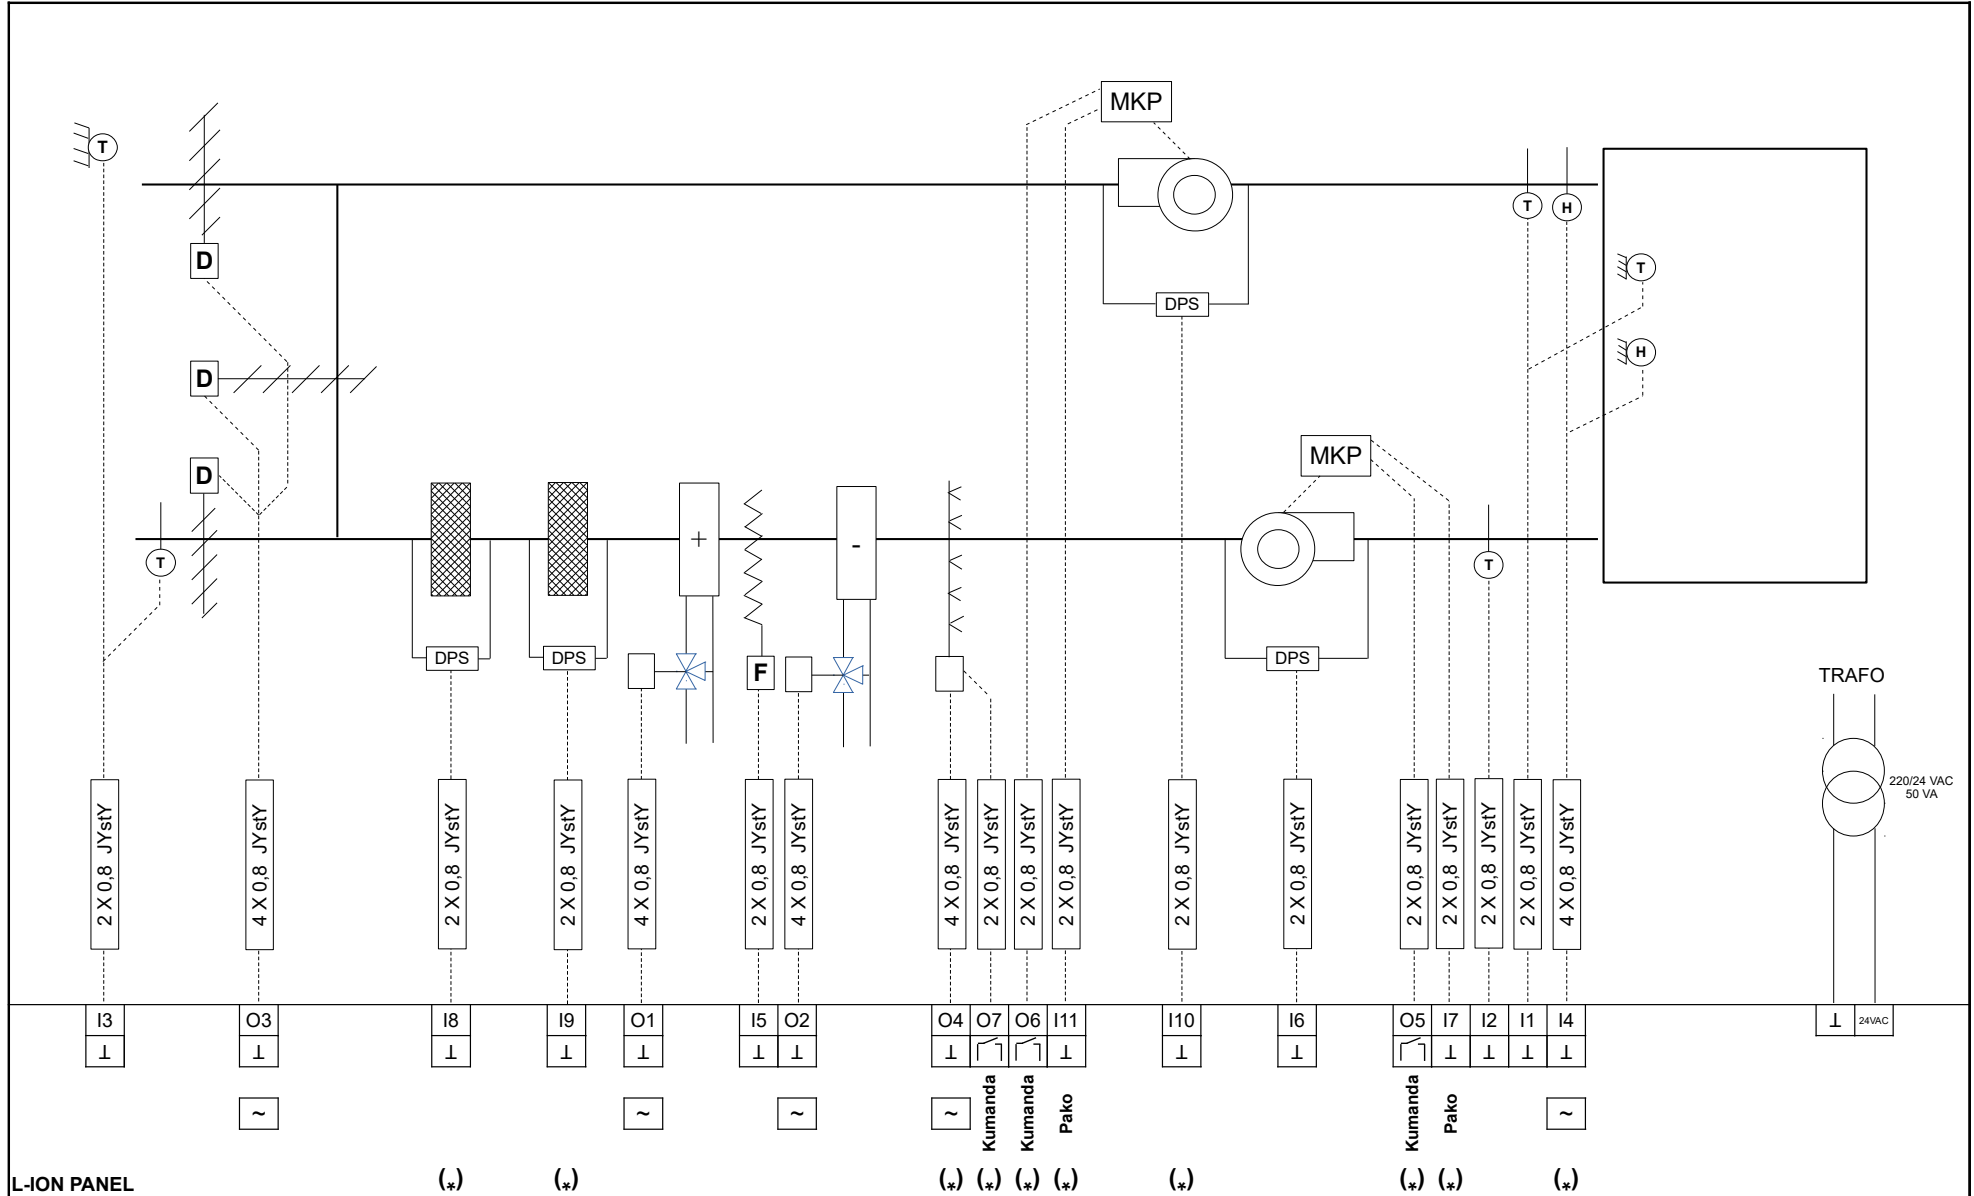 MKP
T
T
H
D
T
DPS
H
D
MKP
D
+
-
T
T
DPS
DPS
F
DPS
TRAFO
220/24 VAC
50 VA
2 X 0,8 JYstY
4 X 0,8 JYstY
2 X 0,8 JYstY
2 X 0,8 JYstY
4 X 0,8 JYstY
2 X 0,8 JYstY
4 X 0,8 JYstY
4 X 0,8 JYstY
2 X 0,8 JYstY
2 X 0,8 JYstY
2 X 0,8 JYstY
2 X 0,8 JYstY
2 X 0,8 JYstY
2 X 0,8 JYstY
2 X 0,8 JYstY
2 X 0,8 JYstY
2 X 0,8 JYstY
4 X 0,8 JYstY
I3 O3 I8 I9 O1 I5 O2 O4 O7 O6 I11 I10 I6 O5 I7 I2 I1 I4 ⊥ 24VAC
⊥ ⊥ ⊥ ⊥ ⊥ ⊥ ⊥ ⊥ ⊥ ⊥ ⊥ ⊥ ⊥ ⊥ ⊥
~ ~ ~ ~ Kumanda Kumanda Pako Kumanda Pako ~
L-ION PANEL (*) (*) (*) (*) (*) (*) (*) (*) (*) (*)